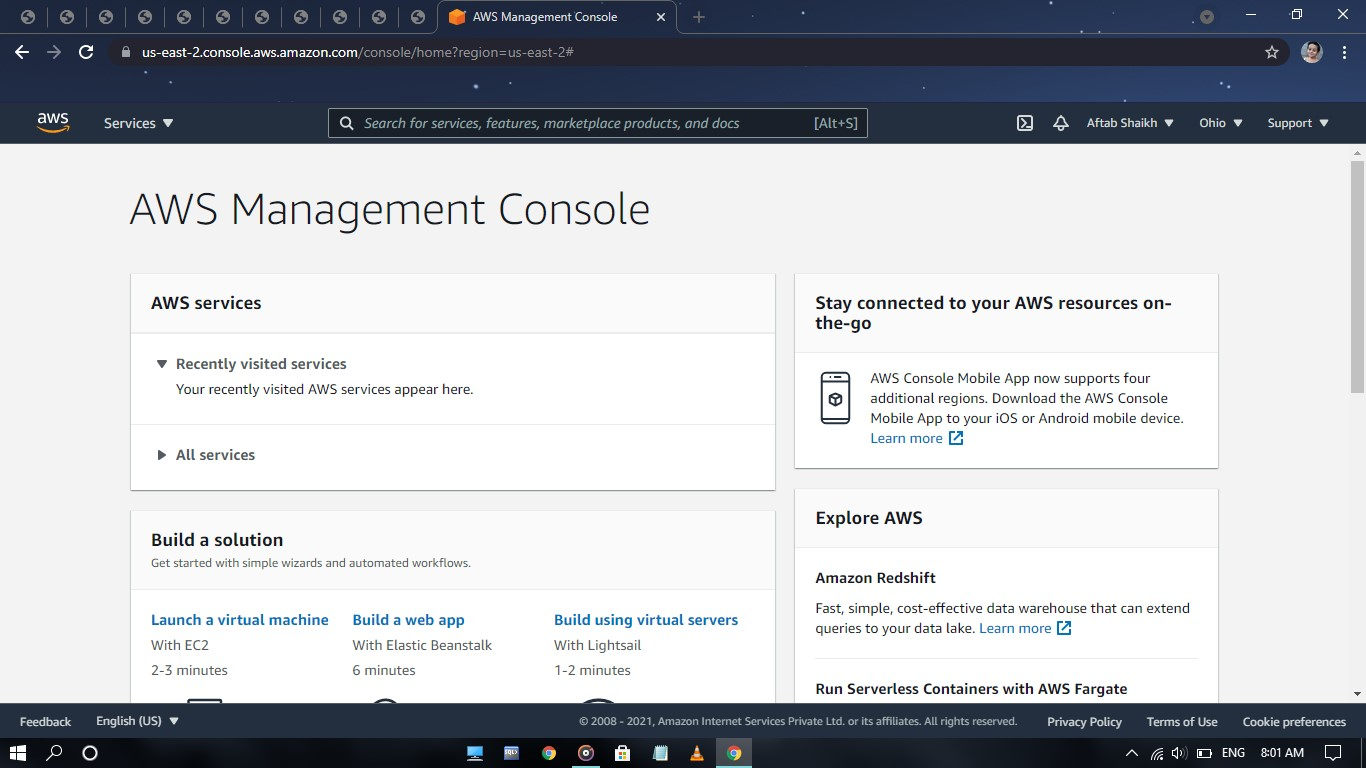 AWS Management Console
us-east-2.console.aws.amazon.com/console/home?region=us-east-2#
aws
Services
Search for services, features, marketplace products, and docs
[Alt+S]
Aftab Shaikh
Ohio
Support
AWS Management Console
AWS services
Recently visited services
Your recently visited AWS services appear here.
All services
Build a solution
Get started with simple wizards and automated workflows.
Launch a virtual machine
With EC2
2-3 minutes
Build a web app
With Elastic Beanstalk
6 minutes
Build using virtual servers
With Lightsail
1-2 minutes
Stay connected to your AWS resources on-
the-go
AWS Console Mobile App now supports four
additional regions. Download the AWS Console
Mobile App to your iOS or Android mobile device.
Learn more
Explore AWS
Amazon Redshift
Fast, simple, cost-effective data warehouse that can extend
queries to your data lake. Learn more
Run Serverless Containers with AWS Fargate
Feedback
English (US)
© 2008 - 2021, Amazon Internet Services Private Ltd. or its affiliates. All rights reserved.
Privacy Policy
Terms of Use
Cookie preferences
ENG
8:01 AM